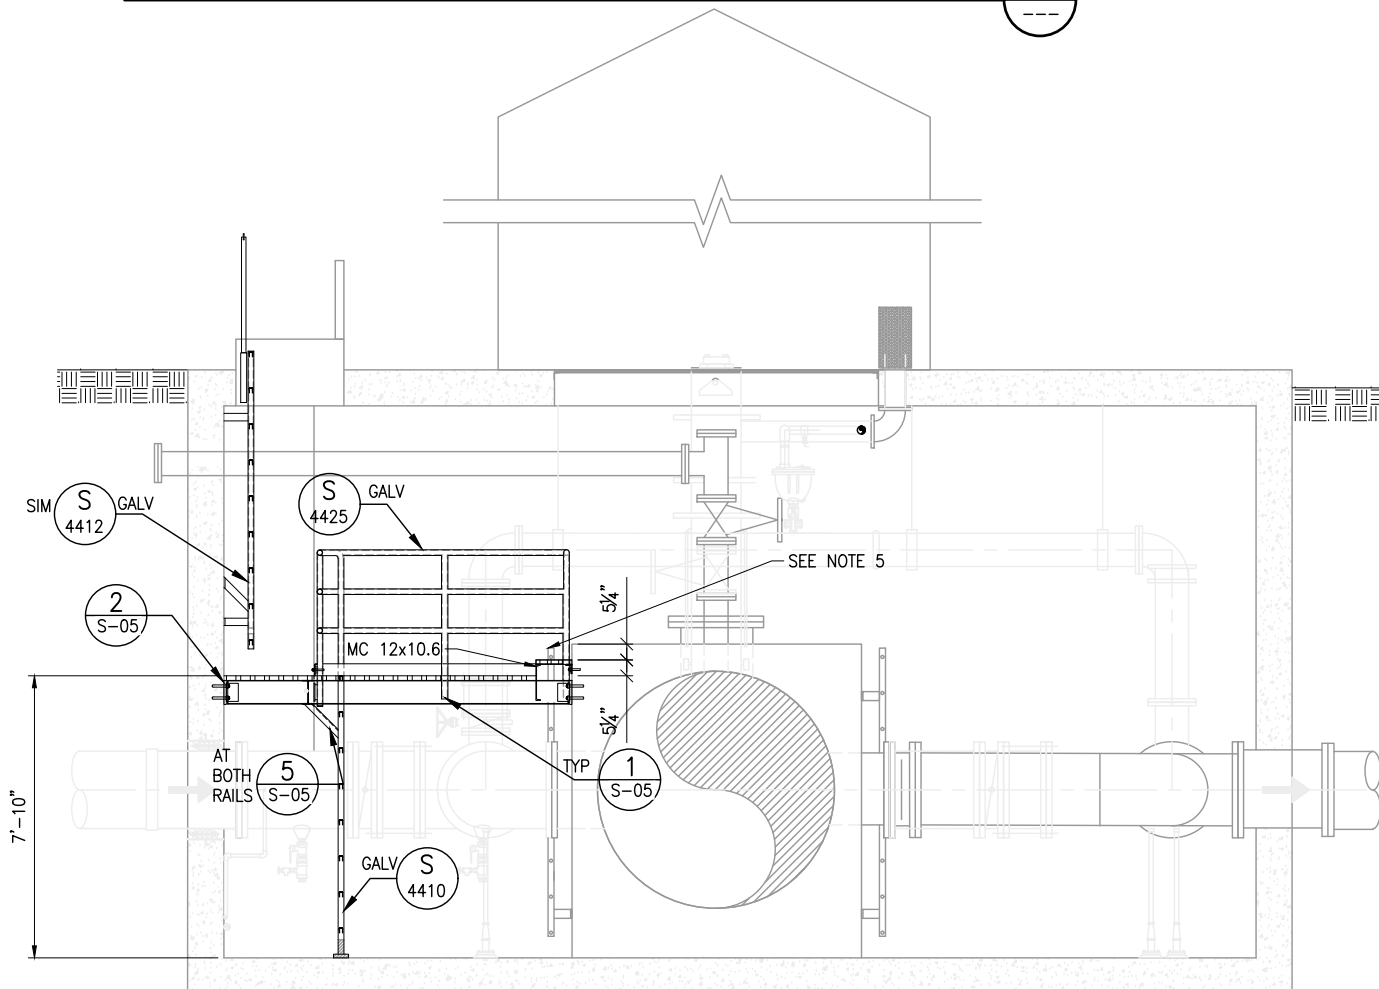 ---
S
4412
SIM
GALV
S
4425
GALV
SEE NOTE 5
2
S-05
MC 12x10.6
5¼"
5¼"
AT
BOTH
RAILS
5
S-05
TYP
1
S-05
7'-10"
GALV
S
4410